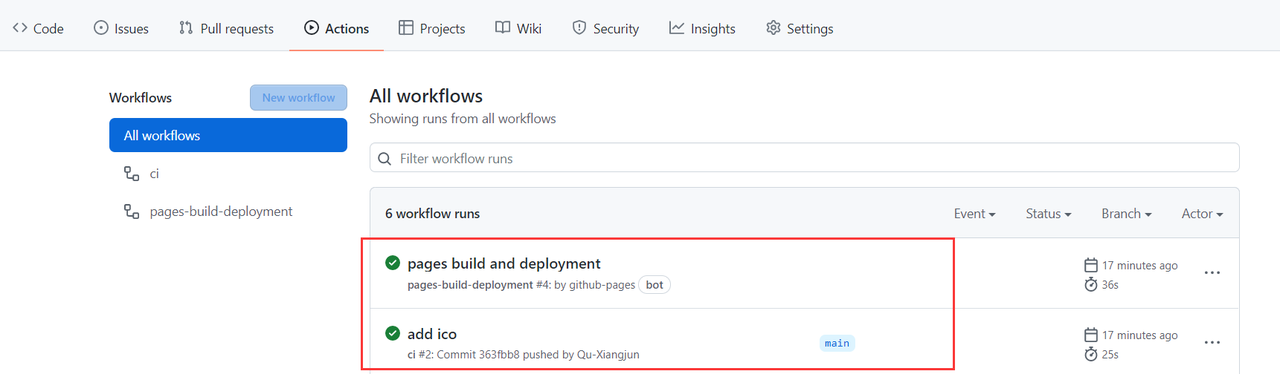 Code Issues Pull requests Actions Projects Wiki Security Insights Settings
Workflows New workflow
All workflows
ci
pages-build-deployment
All workflows
Showing runs from all workflows
Filter workflow runs
6 workflow runs Event Status Branch Actor
pages build and deployment
17 minutes ago
pages-build-deployment #4: by github-pages bot
36s
add ico
17 minutes ago
ci #2: Commit 363fbb8 pushed by Qu-Xiangjun
main
25s